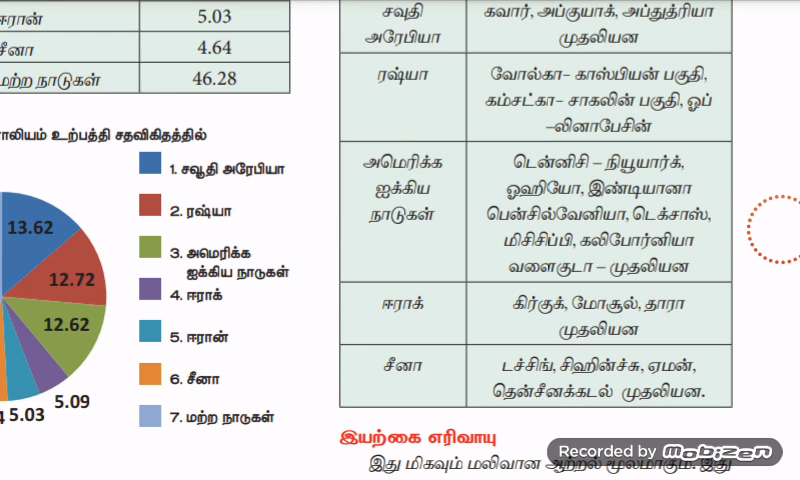 ஈரான் 5.03
சீனா 4.64
மற்ற நாடுகள் 46.28
உற்பத்தி சதவிகிதத்தில்
13.62
12.72
12.62
5.09
5.03
1. சவூதி அரேபியா
2. ரஷ்யா
3. அமெரிக்க
ஐக்கிய நாடுகள்
4. ஈராக்
5. ஈரான்
6. சீனா
7. மற்ற நாடுகள்
சவுதி
அரேபியா
கவார், அப்குயாக், அப்துத்ரியா
முதலியன
ரஷ்யா
வோல்கா– காஸ்பியன் பகுதி,
கம்சட்கா– சாகலின் பகுதி, ஓப்
–லினாபேசின்
அமெரிக்க
ஐக்கிய
நாடுகள்
டென்னிசி – நியூயார்க்,
ஓஹியோ, இண்டியானா
பென்சில்வேனியா, டெக்சாஸ்,
மிசிசிப்பி, கலிபோர்னியா
வளைகுடா – முதலியன
ஈராக்
கிர்குக், மோசூல், தாரா
முதலியன
சீனா
டச்சிங், சிஹின்ச்சு, ஏமன்,
தென்சீனக்கடல் முதலியன.
இயற்கை எரிவாயு
இது மிகவும் மலிவான ஆற்றல் மூலமாகும். இது
Recorded by Mobizen